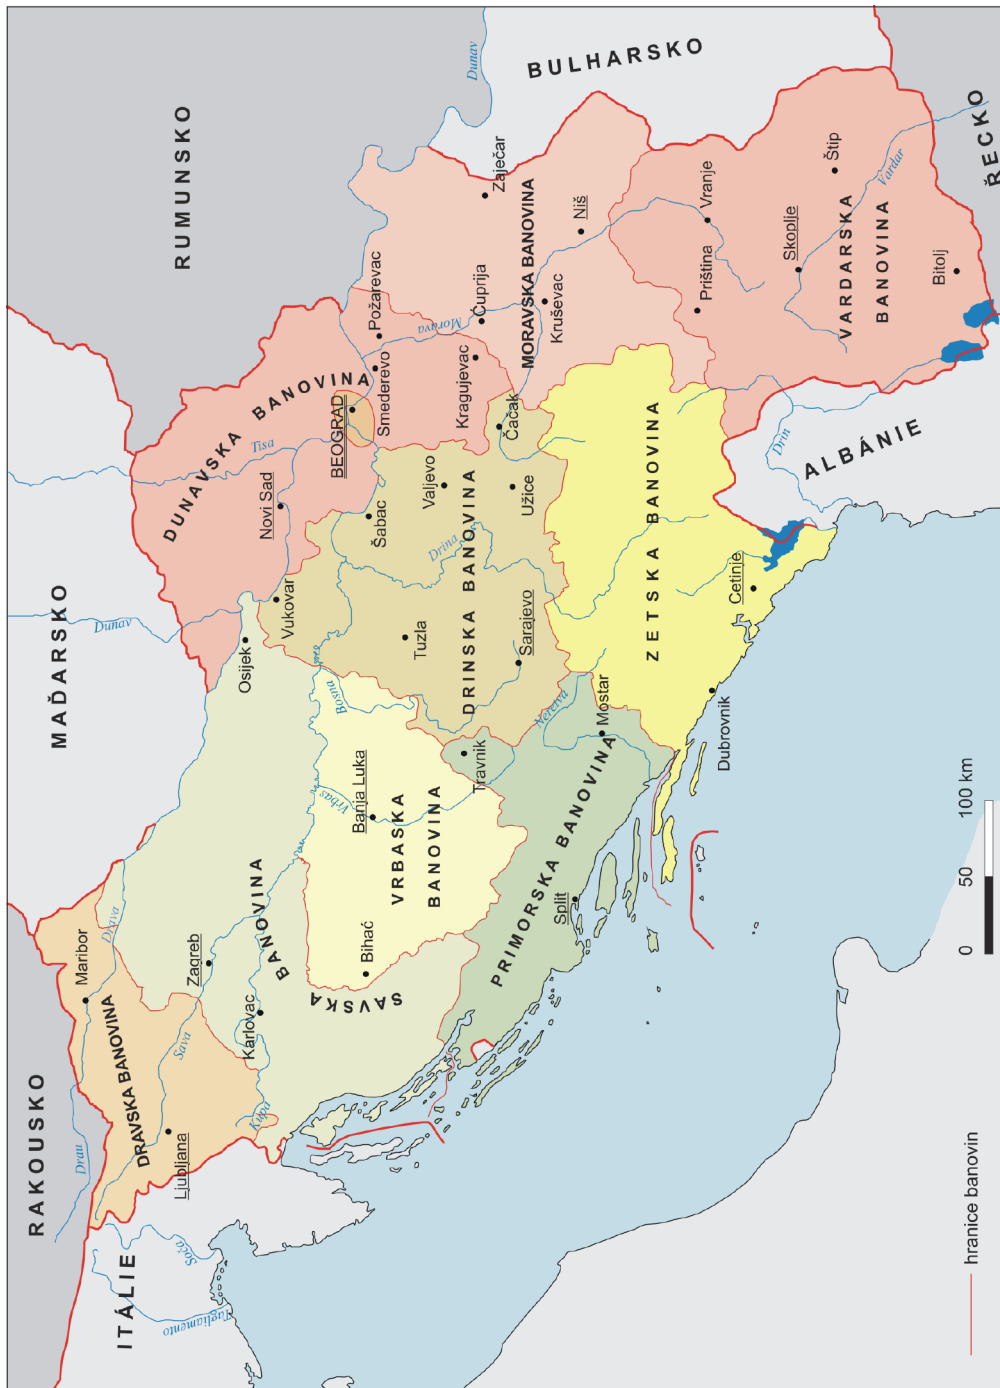 RAKOUSKO
MAĎARSKO
RUMUNSKO
BULHARSKO
ŘECKO
ALBÁNIE
ITÁLIE
DRAVSKA BANOVINA
SAVSKA
BANOVINA
VRBASKA
BANOVINA
PRIMORSKA BANOVINA
DRINSKA BANOVINA
ZETSKA BANOVINA
DUNAVSKA BANOVINA
MORAVSKA BANOVINA
VARDARSKA
BANOVINA
Maribor
Ljubljana
Zagreb
Karlovac
Osijek
Vukovar
Bihać
Banja Luka
Travnik
Split
Mostar
Dubrovnik
Tuzla
Sarajevo
Cetinje
Novi Sad
BEOGRAD
Šabac
Valjevo
Užice
Čačak
Smederevo
Požarevac
Kragujevac
Ćuprija
Kruševac
Zaječar
Niš
Vranje
Priština
Skoplje
Štip
Bitolj
Drau
Drava
Sava
Kupa
Soča
Tagliamento
Dunav
Tisa
Dunav
Bosna
Vrbas
Neretva
Drina
Morava
Drin
Vardar
0
50
100 km
hranice banovin